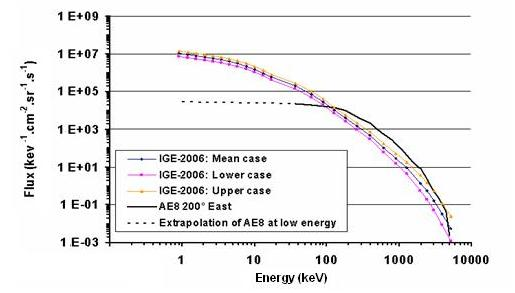 1 E+09
1 E+07
1 E+05
1 E+03
1 E+01
1 E-01
1 E-03
Flux (kev⁻¹.cm⁻².sr⁻¹.s⁻¹)
IGE-2006: Mean case
IGE-2006: Lower case
IGE-2006: Upper case
AE8 200° East
Extrapolation of AE8 at low energy
1
10
100
1000
10000
Energy (keV)